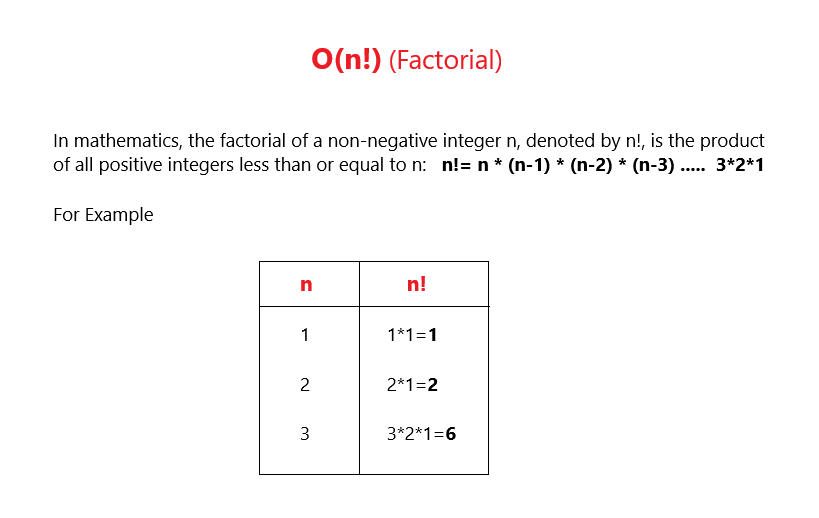 O(n!) (Factorial)
In mathematics, the factorial of a non-negative integer n, denoted by n!, is the product
of all positive integers less than or equal to n: n!= n * (n-1) * (n-2) * (n-3) ..... 3*2*1
For Example
n n!
1 1*1=1
2 2*1=2
3 3*2*1=6